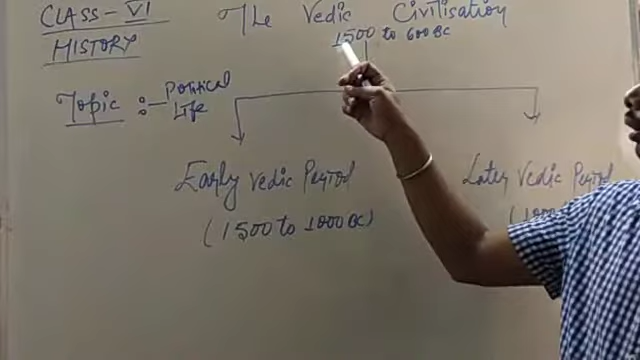 CLASS - VI
The Vedic Civilisation
HISTORY
1500 to 600 BC
Topic :- Political Life
Early Vedic Period
Later Vedic Period
(1500 to 1000 BC)